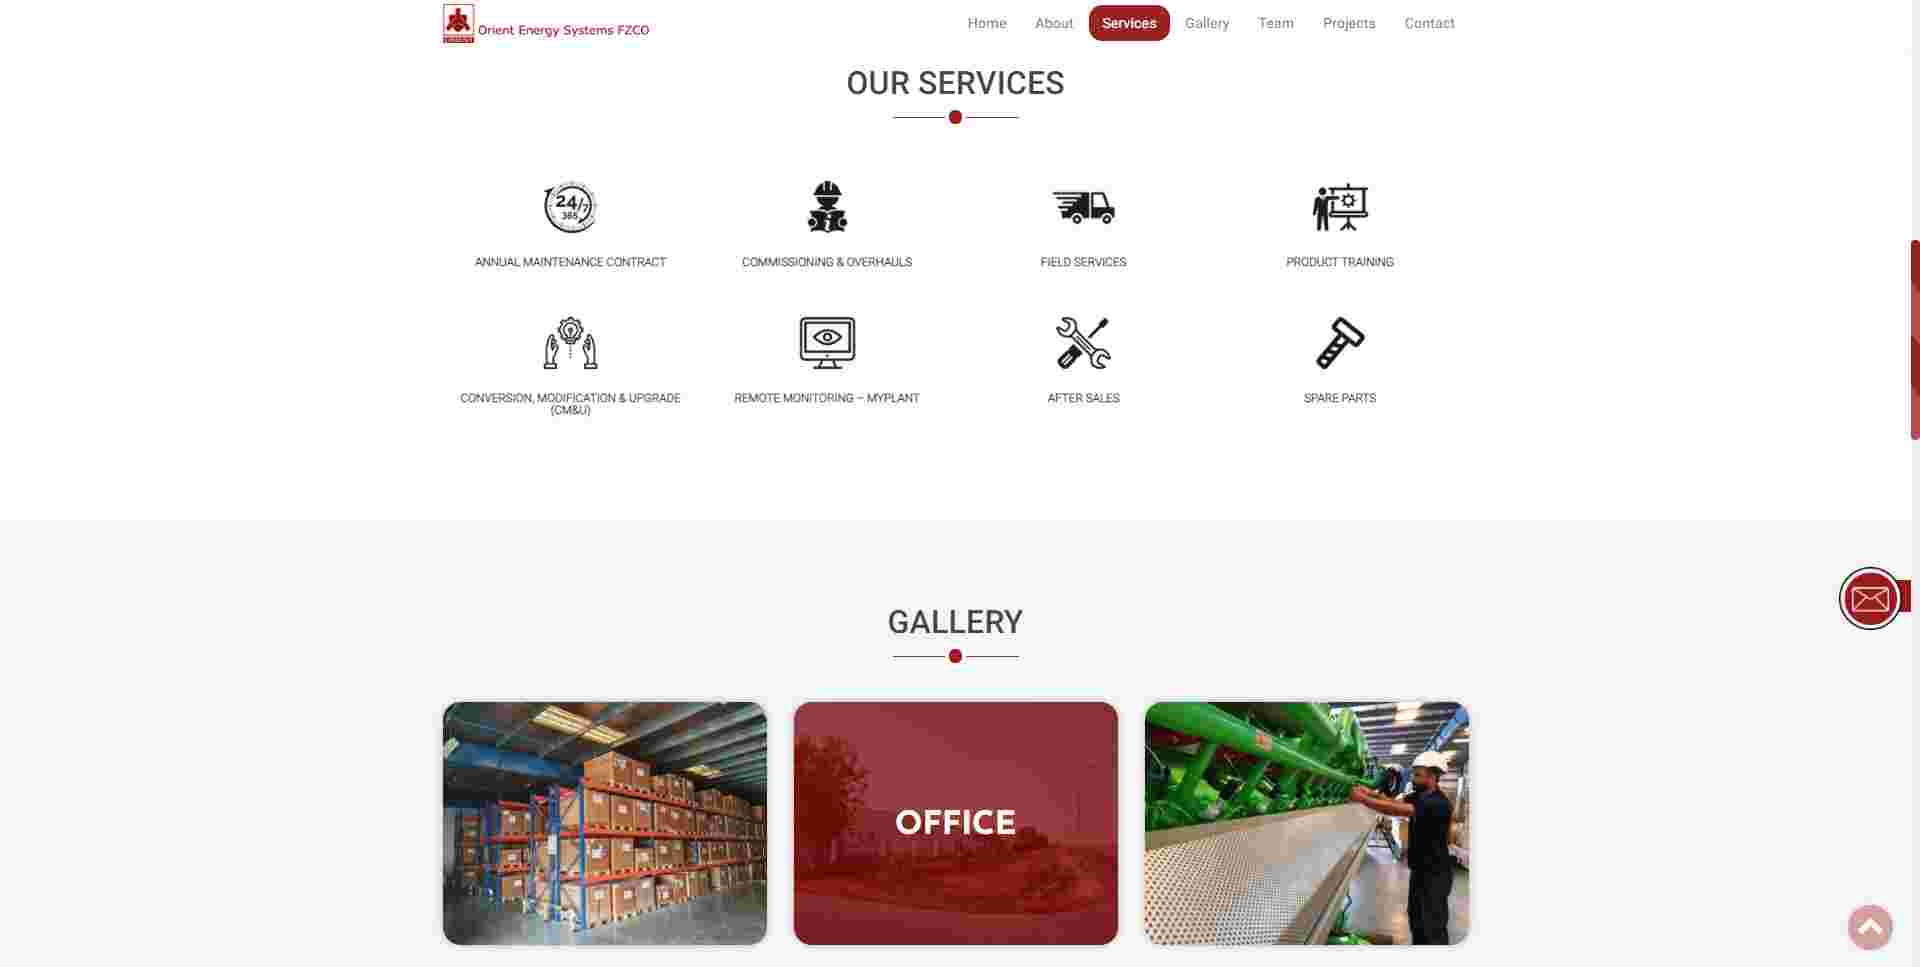 Orient Energy Systems FZCO
Home About Services Gallery Team Projects Contact
OUR SERVICES
24/7
365
ANNUAL MAINTENANCE CONTRACT
COMMISSIONING & OVERHAULS
FIELD SERVICES
PRODUCT TRAINING
CONVERSION, MODIFICATION & UPGRADE
(CM&U)
REMOTE MONITORING – MYPLANT
AFTER SALES
SPARE PARTS
GALLERY
OFFICE